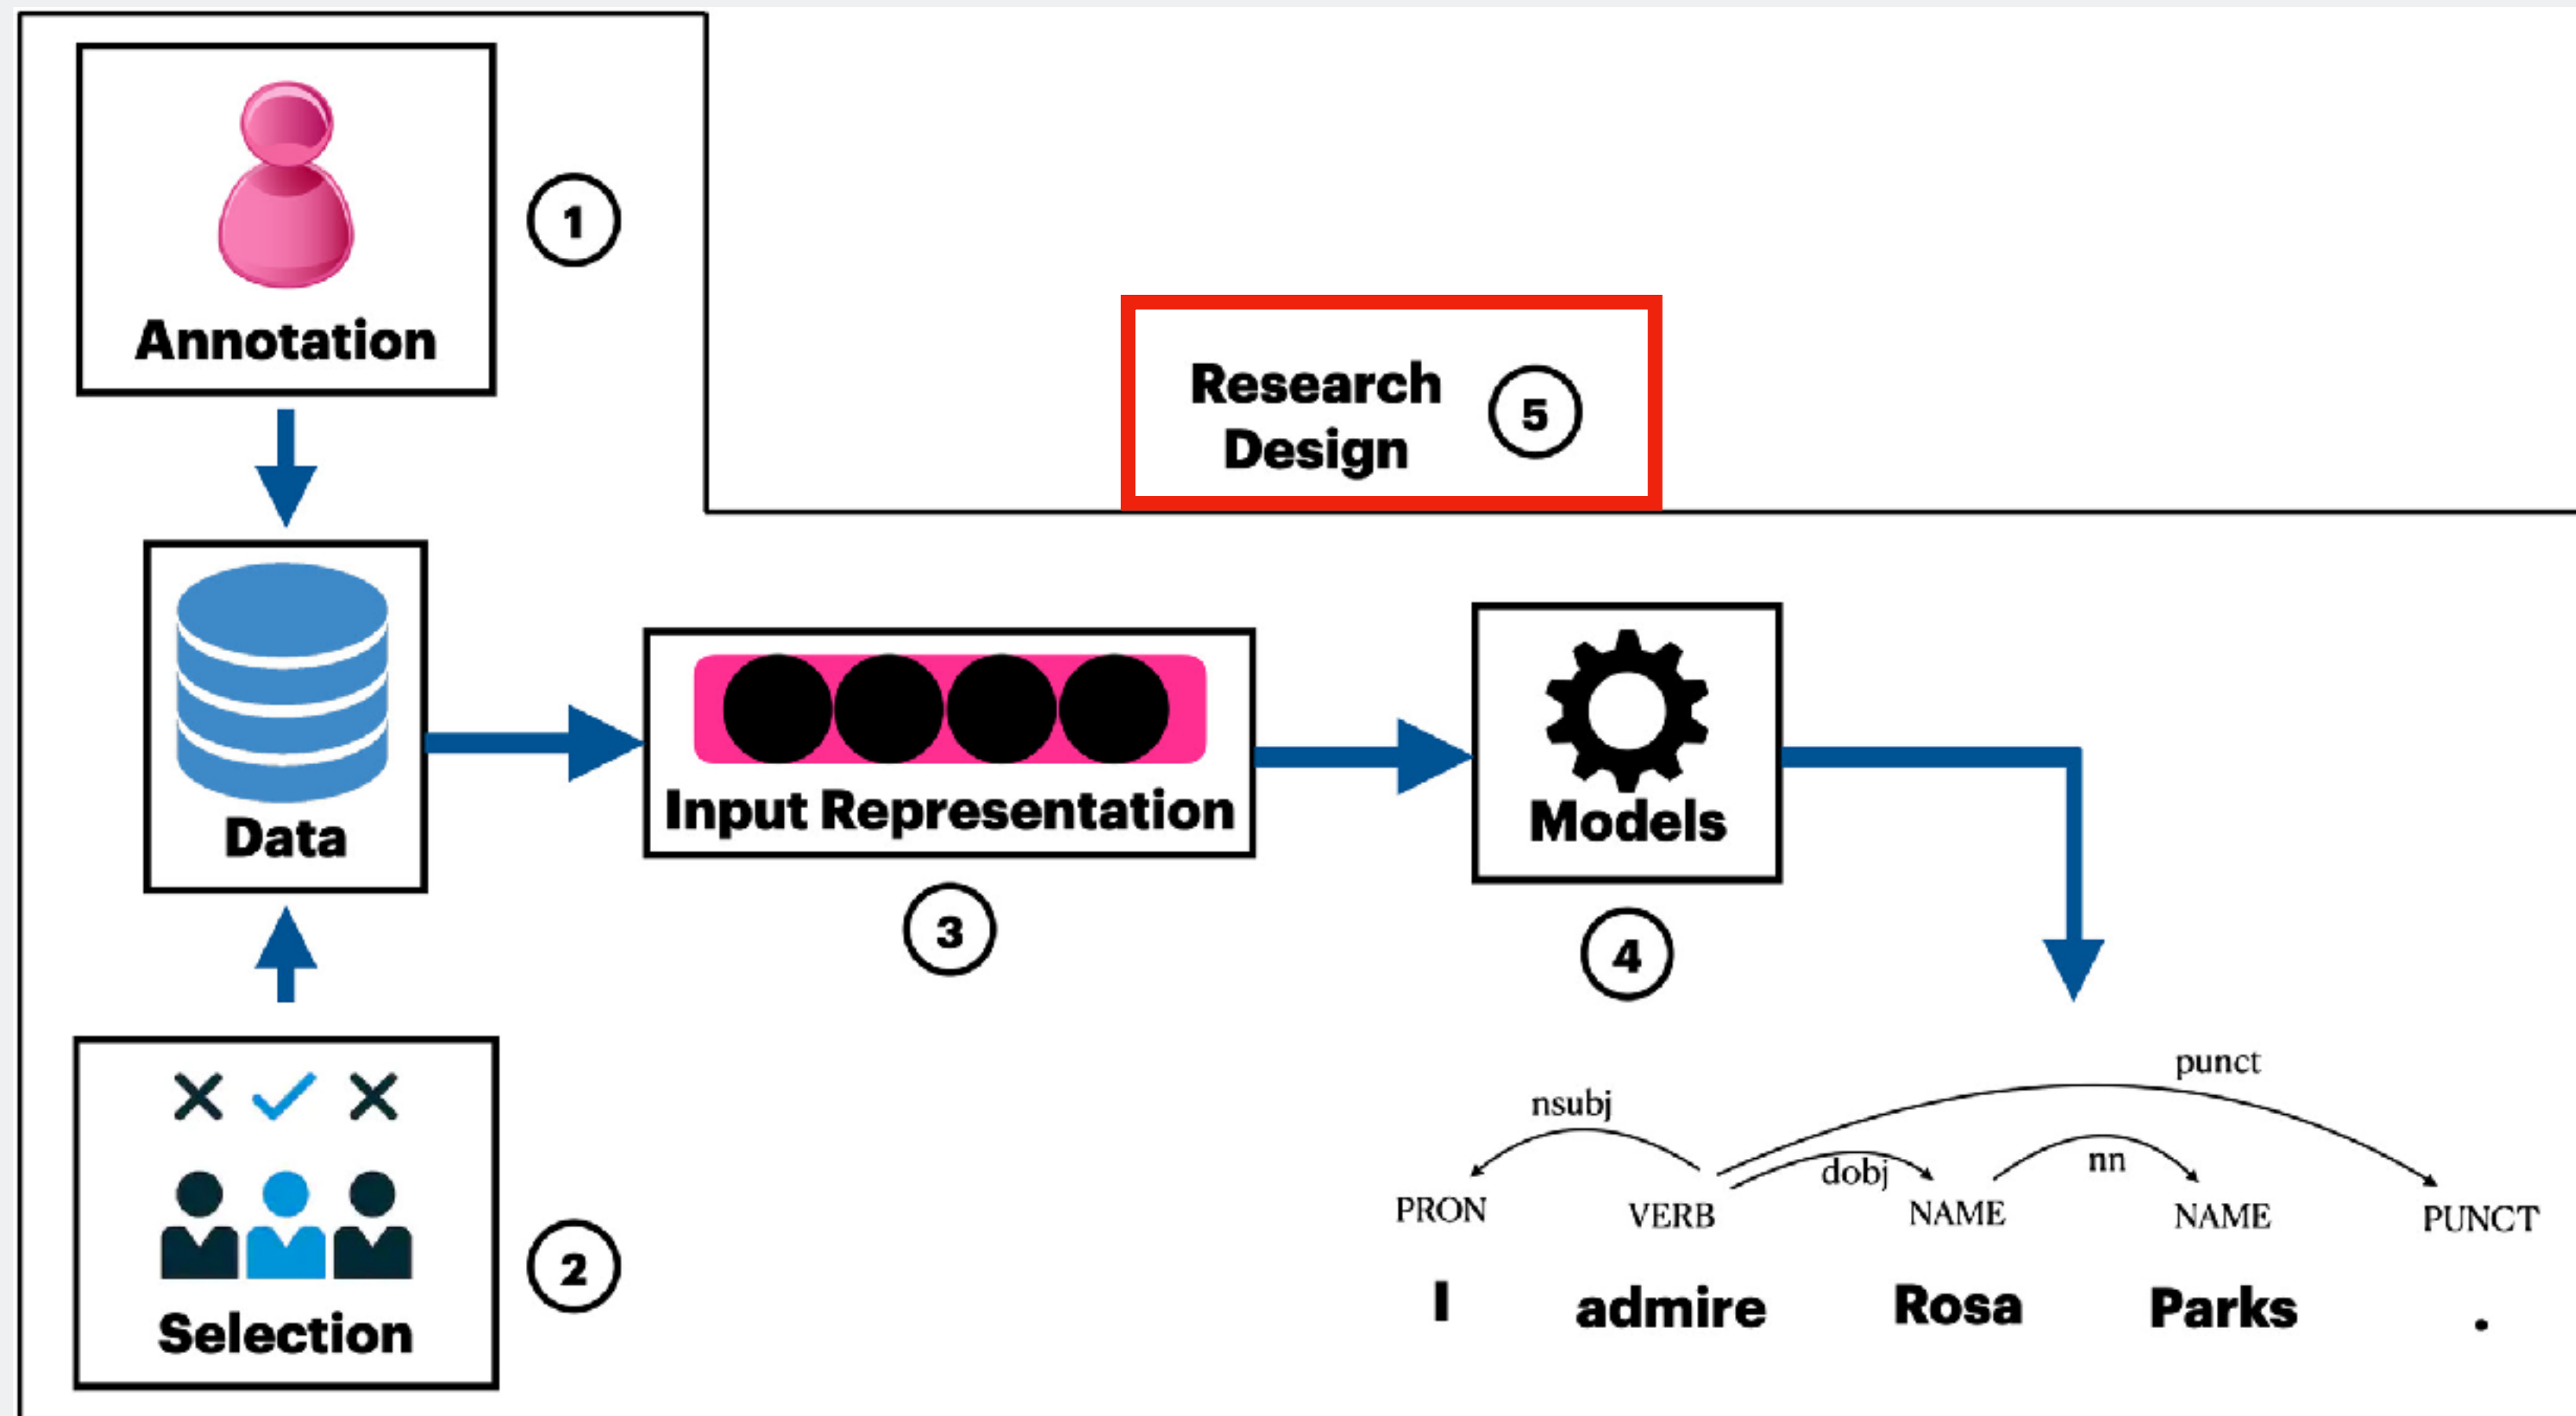 Annotation
1
Research
Design
5
Data
Input Representation
3
Models
4
Selection
2
punct
nsubj
dobj
nn
PRON VERB NAME NAME PUNCT
I admire Rosa Parks .